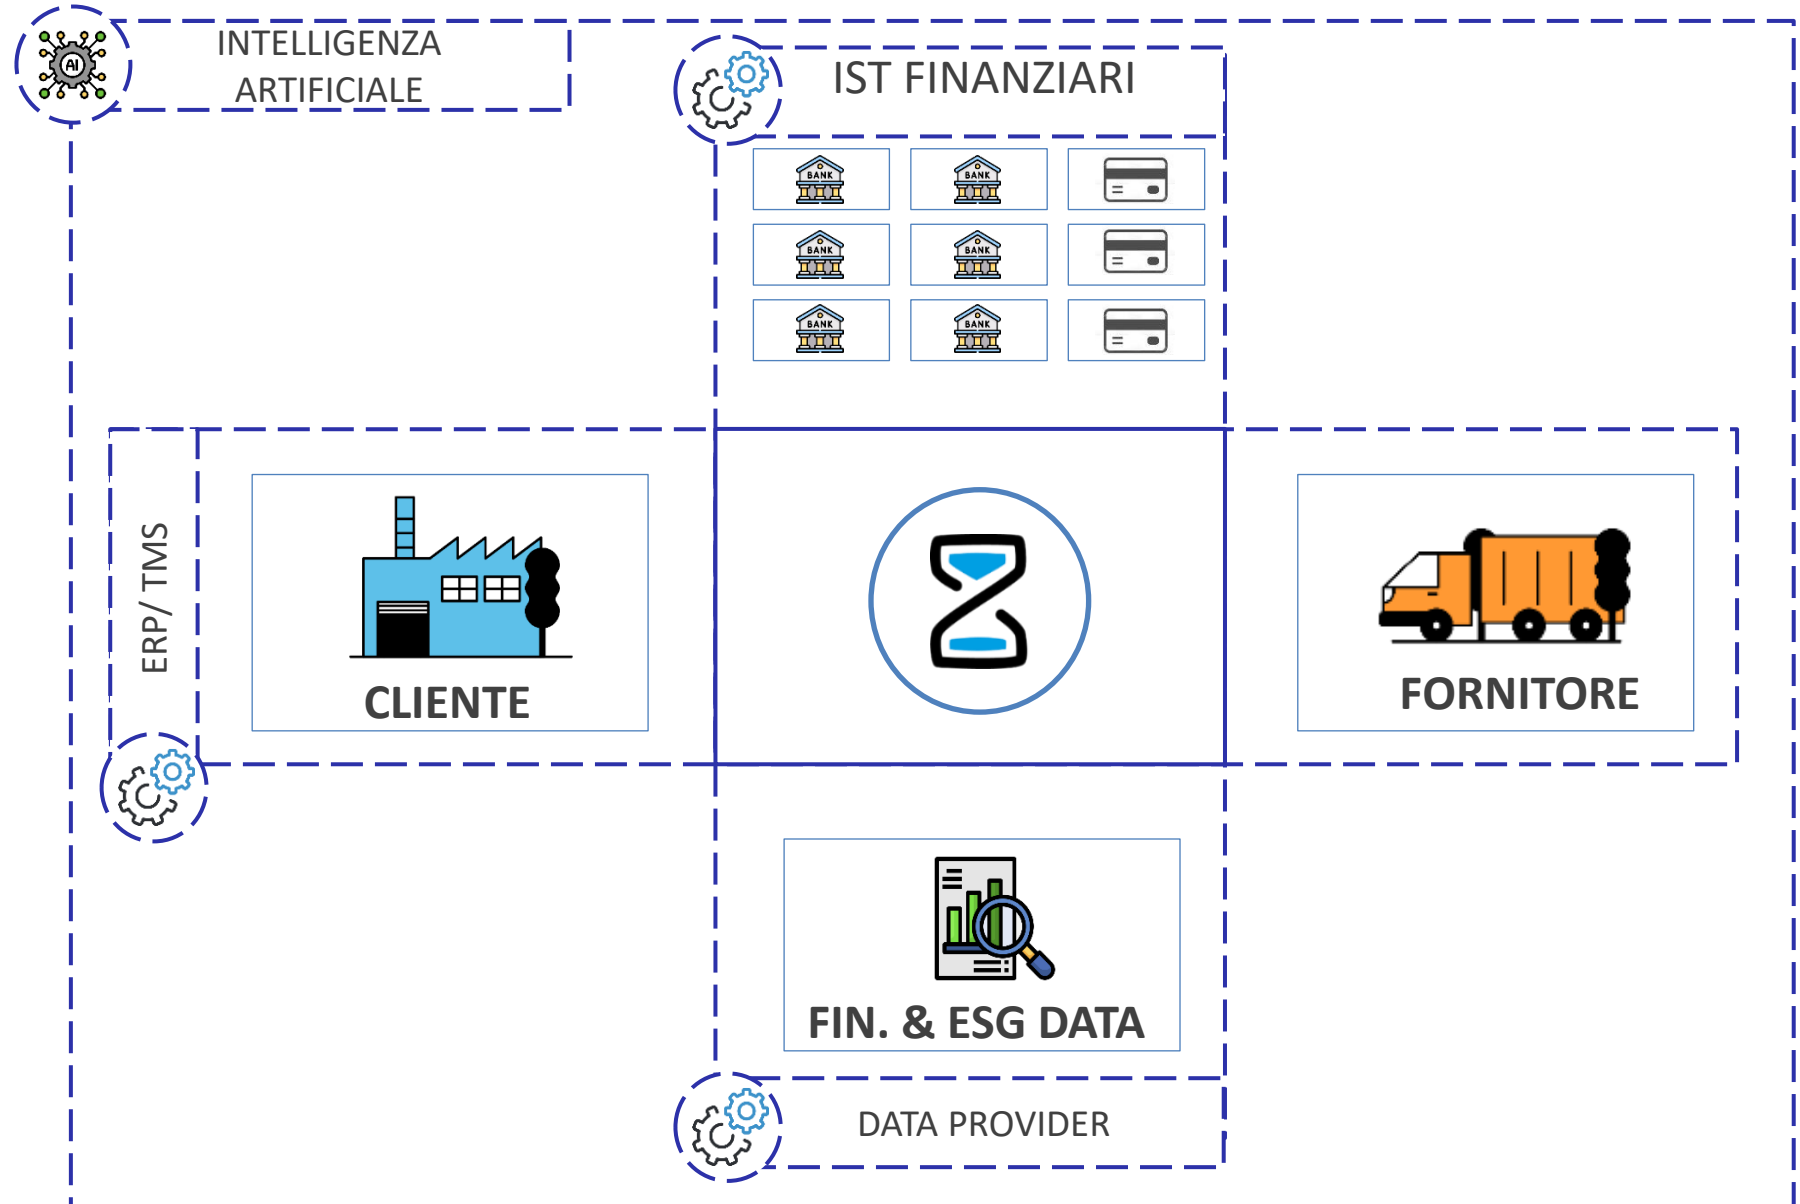 INTELLIGENZA
ARTIFICIALE
AI
IST FINANZIARI
BANK
BANK
BANK
BANK
BANK
BANK
ERP/ TMS
CLIENTE
FORNITORE
FIN. & ESG DATA
DATA PROVIDER